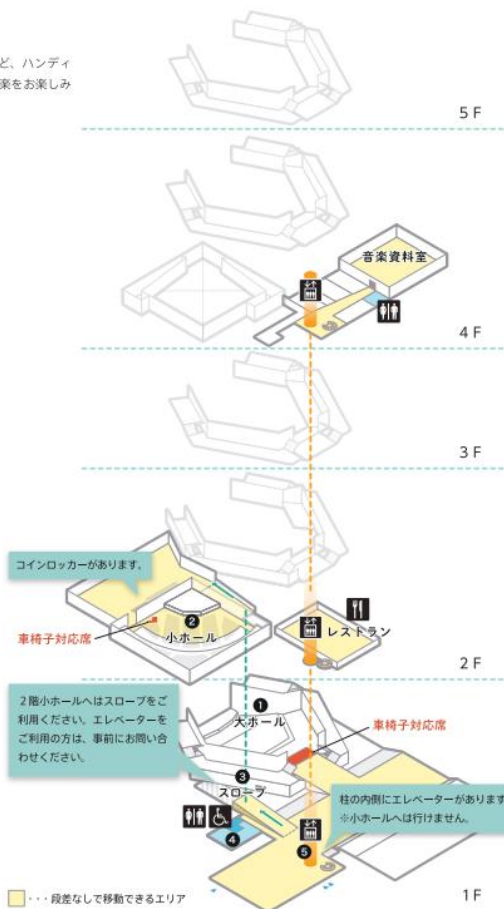 ど、ハンディ
楽をお楽しみ
5 F
音楽資料室
4 F
3 F
コインロッカーがあります。
車椅子対応席
❷
小ホール
レストラン
2 F
2階小ホールへはスロープをご
利用ください。エレベーターを
ご利用の方は、事前にお問い合
わせください。
❶
大ホール
車椅子対応席
❸
スロープ
柱の内側にエレベーターがあります
※小ホールへは行けません。
❹
❺
・・・段差なしで移動できるエリア
1 F